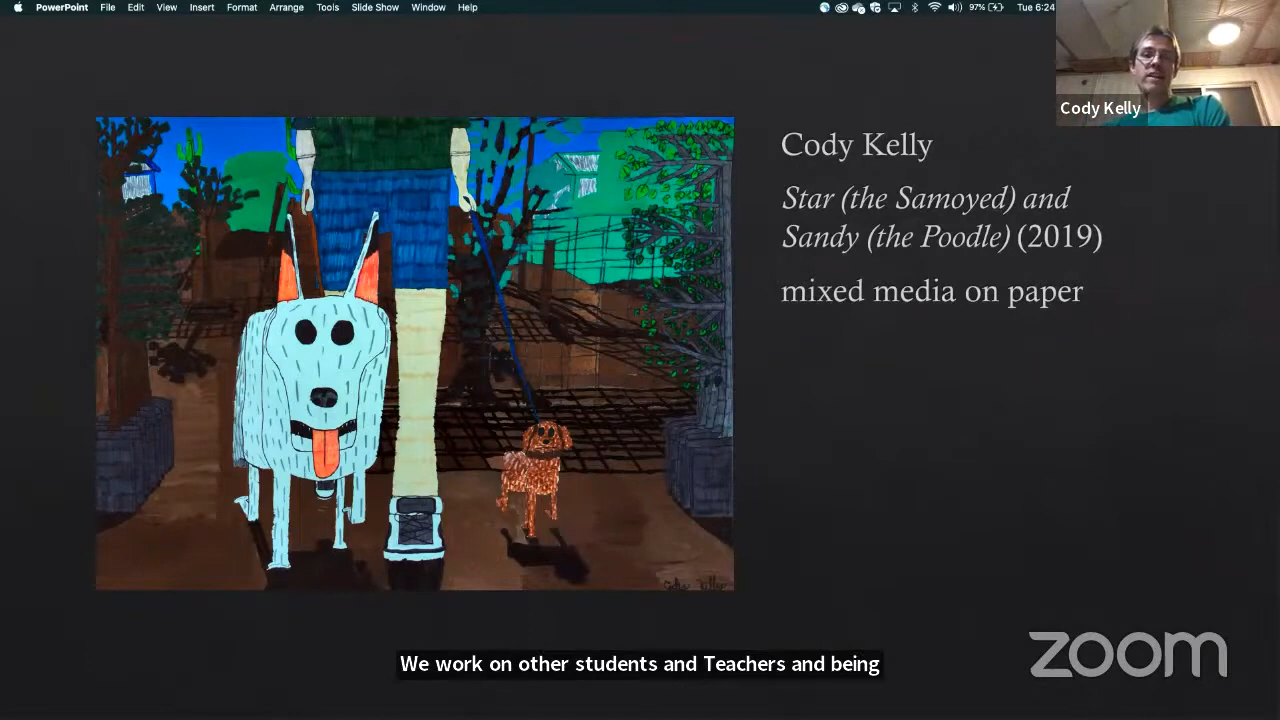 PowerPoint File Edit View Insert Format Arrange Tools Slide Show Window Help 97% Tue 6:24
Cody Kelly
Cody Kelly
Star (the Samoyed) and
Sandy (the Poodle) (2019)
mixed media on paper
We work on other students and Teachers and being
zoom